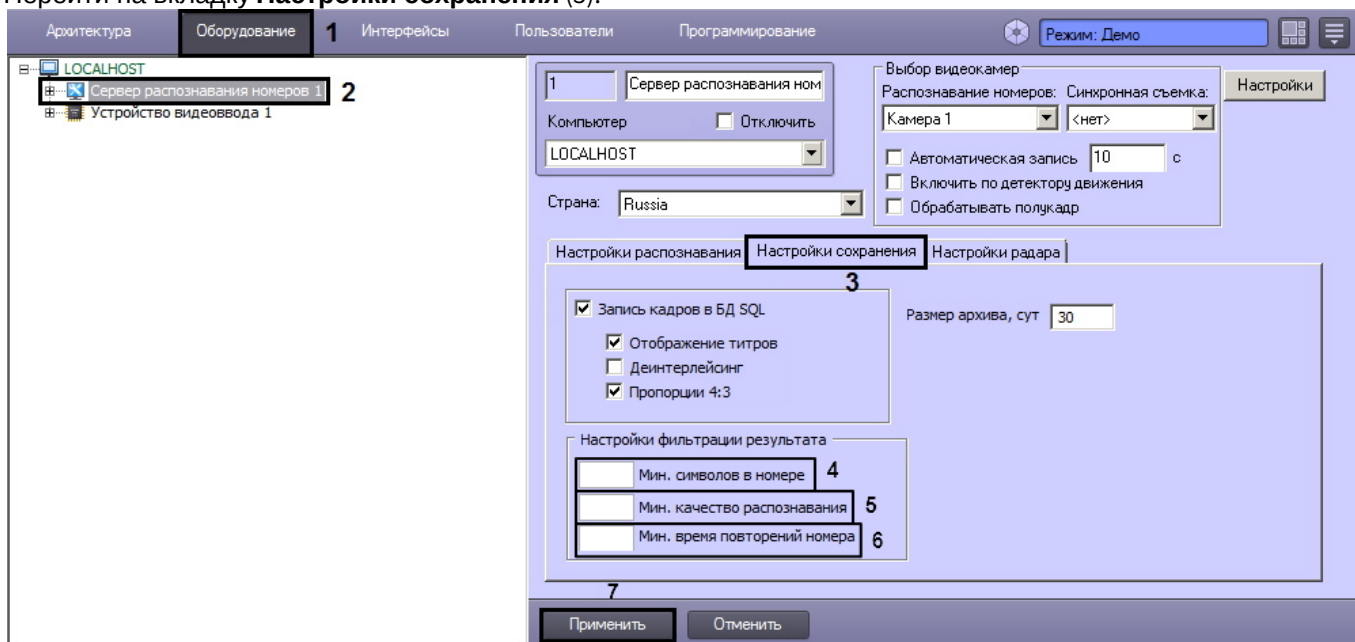 Перейти на вкладку Настройки сохранения (3).
Архитектура Оборудование 1 Интерфейсы Пользователи Программирование Режим: Демо
LOCALHOST
Сервер распознавания номеров 1 2
Устройство видеоввода 1
1 Сервер распознавания ном
Компьютер Отключить
LOCALHOST
Страна: Russia
Выбор видеокамер
Распознавание номеров: Синхронная съемка:
Камера 1 <нет>
Автоматическая запись 10 с
Включить по детектору движения
Обрабатывать полукадр
Настройки
Настройки распознавания Настройки сохранения Настройки радара
3
Запись кадров в БД SQL
Отображение титров
Деинтерлейсинг
Пропорции 4:3
Размер архива, сут 30
Настройки фильтрации результата
Мин. символов в номере 4
Мин. качество распознавания 5
Мин. время повторений номера 6
7
Применить Отменить